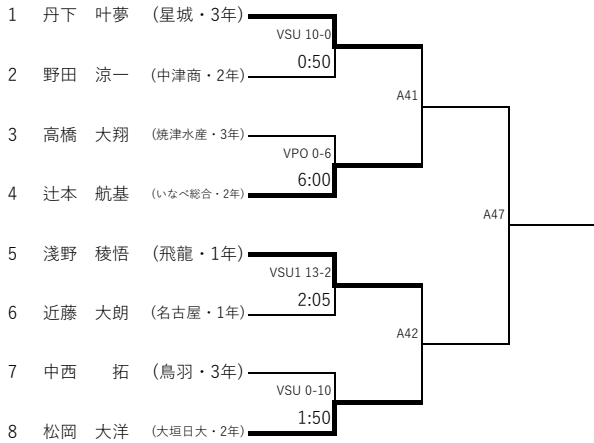 1 丹下 叶夢 (星城・3年)
VSU 10-0
0:50
2 野田 涼一 (中津商・2年)
A41
3 高橋 大翔 (焼津水産・3年)
VPO 0-6
6:00
4 辻本 航基 (いなべ総合・2年)
A47
5 淺野 稜悟 (飛龍・1年)
VSU1 13-2
2:05
6 近藤 大朗 (名古屋・1年)
A42
7 中西 拓 (鳥羽・3年)
VSU 0-10
1:50
8 松岡 大洋 (大垣日大・2年)